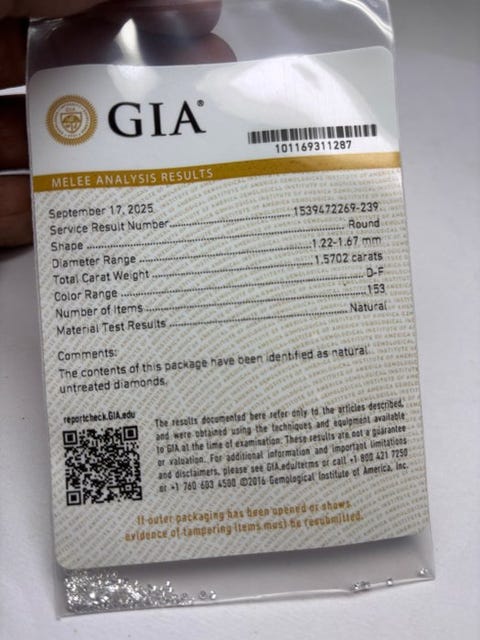 GIA®
101169311287
MELEE ANALYSIS RESULTS
September 17, 2025
Service Result Number 1539472269-239
Shape Round
Diameter Range 1.22-1.67 mm
Total Carat Weight 1.5702 carats
Color Range D-F
Number of Items 153
Material Test Results Natural
Comments:
The contents of this package have been identified as natural
untreated diamonds.
reportcheck.GIA.edu
The results documented here refer only to the articles described,
and were obtained using the techniques and equipment available
to GIA at the time of examination. These results are not a guarantee
or valuation. For additional information and important limitations
and disclaimers, please see GIA.edu/terms or call +1 800 421 7250
or +1 760 603 4500 ©2016 Gemological Institute of America, Inc.
If outer packaging has been opened or shows
evidence of tampering items must be resubmitted.